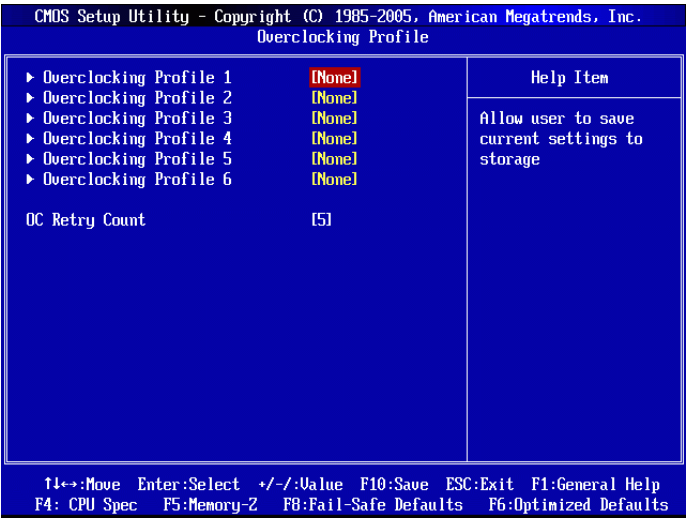 CMOS Setup Utility - Copyright (C) 1985-2005, American Megatrends, Inc.
Overclocking Profile
▶ Overclocking Profile 1 [None]
▶ Overclocking Profile 2 [None]
▶ Overclocking Profile 3 [None]
▶ Overclocking Profile 4 [None]
▶ Overclocking Profile 5 [None]
▶ Overclocking Profile 6 [None]
OC Retry Count [5]
Help Item
Allow user to save
current settings to
storage
↑↓←→:Move Enter:Select +/-/:Value F10:Save ESC:Exit F1:General Help
F4: CPU Spec F5:Memory-Z F8:Fail-Safe Defaults F6:Optimized Defaults